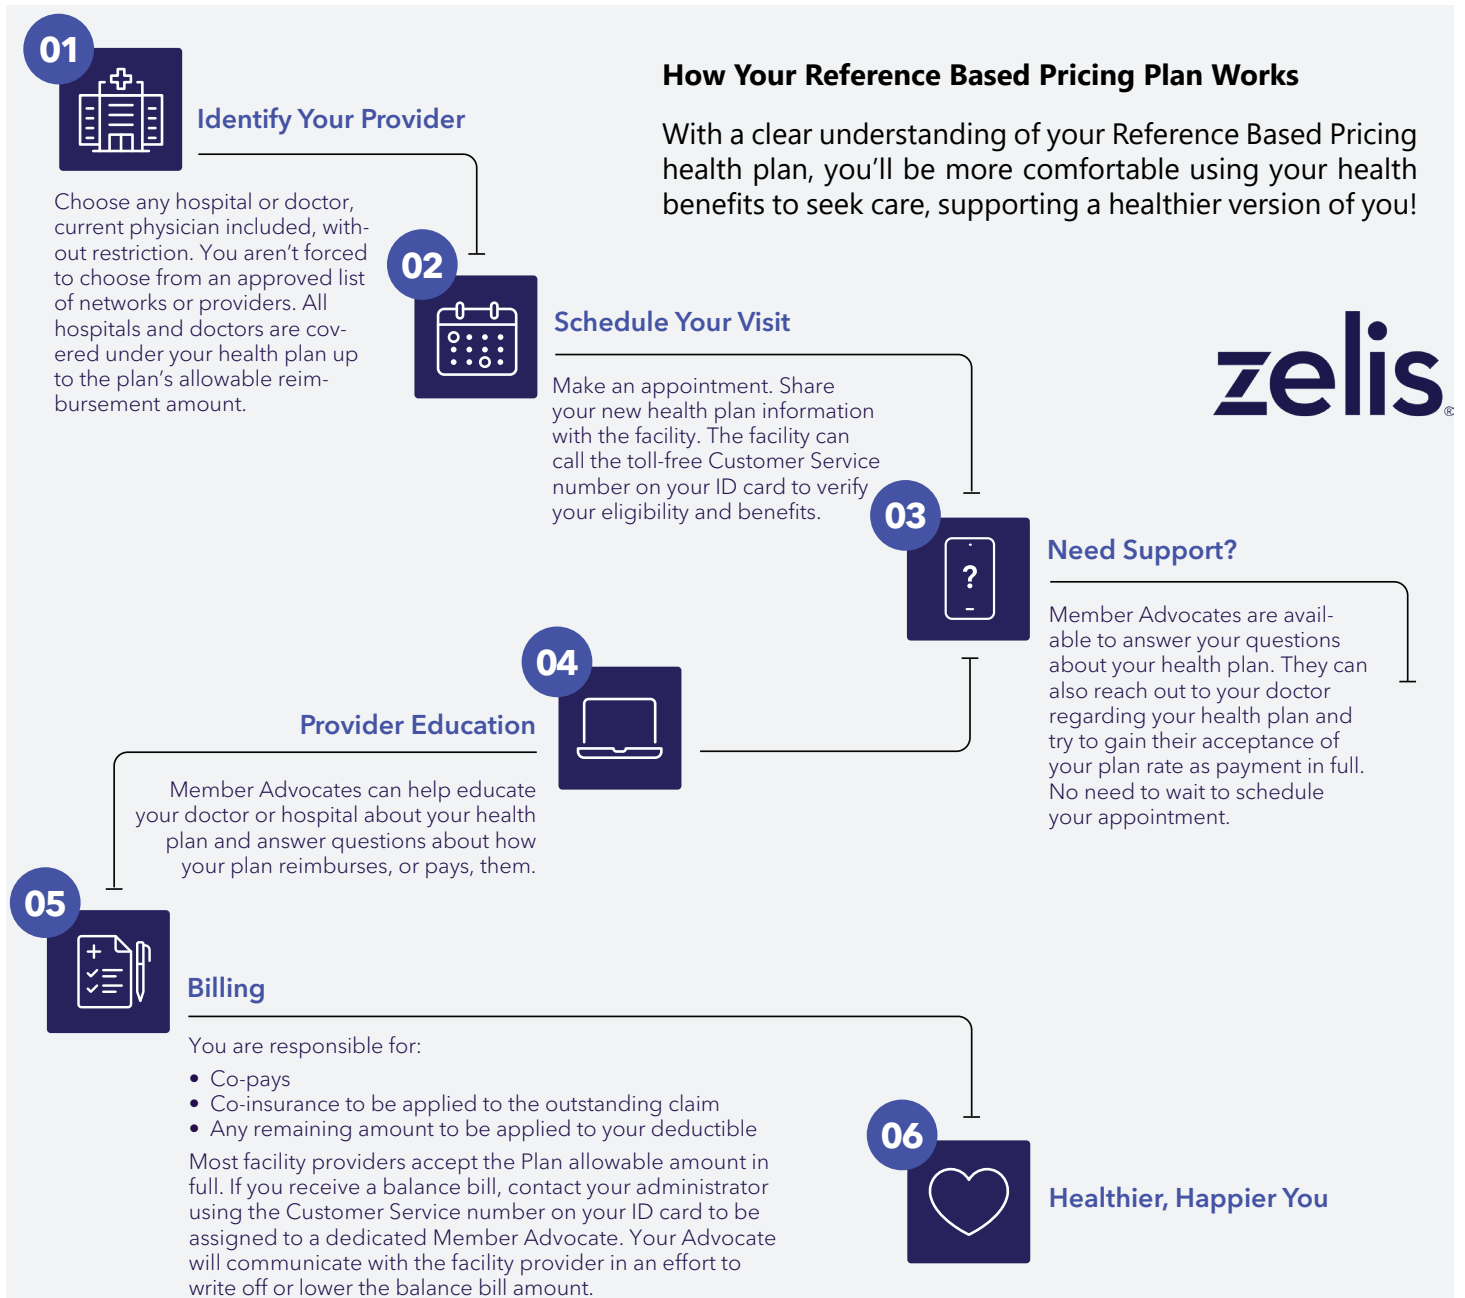 01
Identify Your Provider
Choose any hospital or doctor,
current physician included, with-
out restriction. You aren't forced
to choose from an approved list
of networks or providers. All
hospitals and doctors are cov-
ered under your health plan up
to the plan's allowable reim-
bursement amount.
How Your Reference Based Pricing Plan Works
With a clear understanding of your Reference Based Pricing
health plan, you'll be more comfortable using your health
benefits to seek care, supporting a healthier version of you!
zelis®
02
Schedule Your Visit
Make an appointment. Share
your new health plan information
with the facility. The facility can
call the toll-free Customer Service
number on your ID card to verify
your eligibility and benefits.
03
?
Need Support?
Member Advocates are avail-
able to answer your questions
about your health plan. They can
also reach out to your doctor
regarding your health plan and
try to gain their acceptance of
your plan rate as payment in full.
No need to wait to schedule
your appointment.
04
Provider Education
Member Advocates can help educate
your doctor or hospital about your health
plan and answer questions about how
your plan reimburses, or pays, them.
05
Billing
You are responsible for:
• Co-pays
• Co-insurance to be applied to the outstanding claim
• Any remaining amount to be applied to your deductible
Most facility providers accept the Plan allowable amount in
full. If you receive a balance bill, contact your administrator
using the Customer Service number on your ID card to be
assigned to a dedicated Member Advocate. Your Advocate
will communicate with the facility provider in an effort to
write off or lower the balance bill amount.
06
Healthier, Happier You